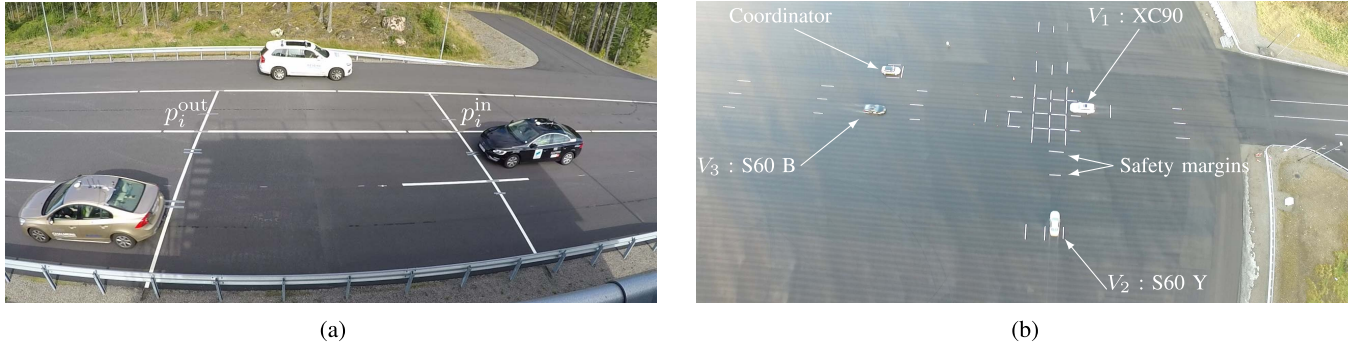 p_i^out
p_i^in
(a)
Coordinator
V_1 : XC90
V_3 : S60 B
Safety margins
V_2 : S60 Y
(b)